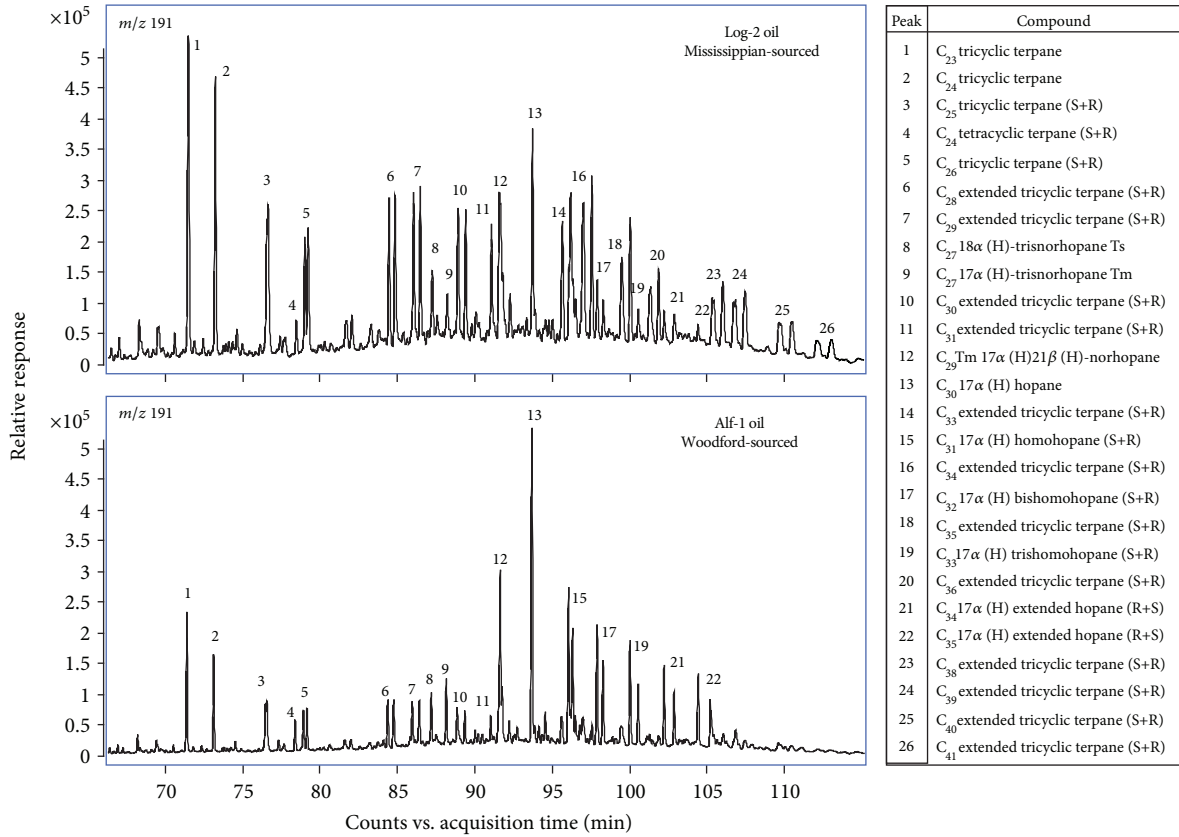 ×10⁵
m/z 191
Log-2 oil
Mississippian-sourced
5
4.5
4
3.5
3
2.5
2
1.5
1
0.5
0
1
2
3
4
5
6
7
8
9
10
11
12
13
14
16
17
18
19
20
21
22
23
24
25
26
Relative response
×10⁵
m/z 191
Alf-1 oil
Woodford-sourced
5
4.5
4
3.5
3
2.5
2
1.5
1
0.5
0
1
2
3
4
5
6
7
8
9
10
11
12
13
15
17
19
21
22
70 75 80 85 90 95 100 105 110
Counts vs. acquisition time (min)
Peak Compound
1 C₂₃ tricyclic terpane
2 C₂₄ tricyclic terpane
3 C₂₅ tricyclic terpane (S+R)
4 C₂₄ tetracyclic terpane (S+R)
5 C₂₆ tricyclic terpane (S+R)
6 C₂₈ extended tricyclic terpane (S+R)
7 C₂₉ extended tricyclic terpane (S+R)
8 C₂₇ 18α (H)-trisnorhopane Ts
9 C₂₇ 17α (H)-trisnorhopane Tm
10 C₃₀ extended tricyclic terpane (S+R)
11 C₃₁ extended tricyclic terpane (S+R)
12 C₂₉Tm 17α (H)21β (H)-norhopane
13 C₃₀ 17α (H) hopane
14 C₃₃ extended tricyclic terpane (S+R)
15 C₃₁ 17α (H) homohopane (S+R)
16 C₃₄ extended tricyclic terpane (S+R)
17 C₃₂ 17α (H) bishomohopane (S+R)
18 C₃₅ extended tricyclic terpane (S+R)
19 C₃₃17α (H) trishomohopane (S+R)
20 C₃₆ extended tricyclic terpane (S+R)
21 C₃₄ 17α (H) extended hopane (R+S)
22 C₃₅ 17α (H) extended hopane (R+S)
23 C₃₈ extended tricyclic terpane (S+R)
24 C₃₉ extended tricyclic terpane (S+R)
25 C₄₀ extended tricyclic terpane (S+R)
26 C₄₁ extended tricyclic terpane (S+R)